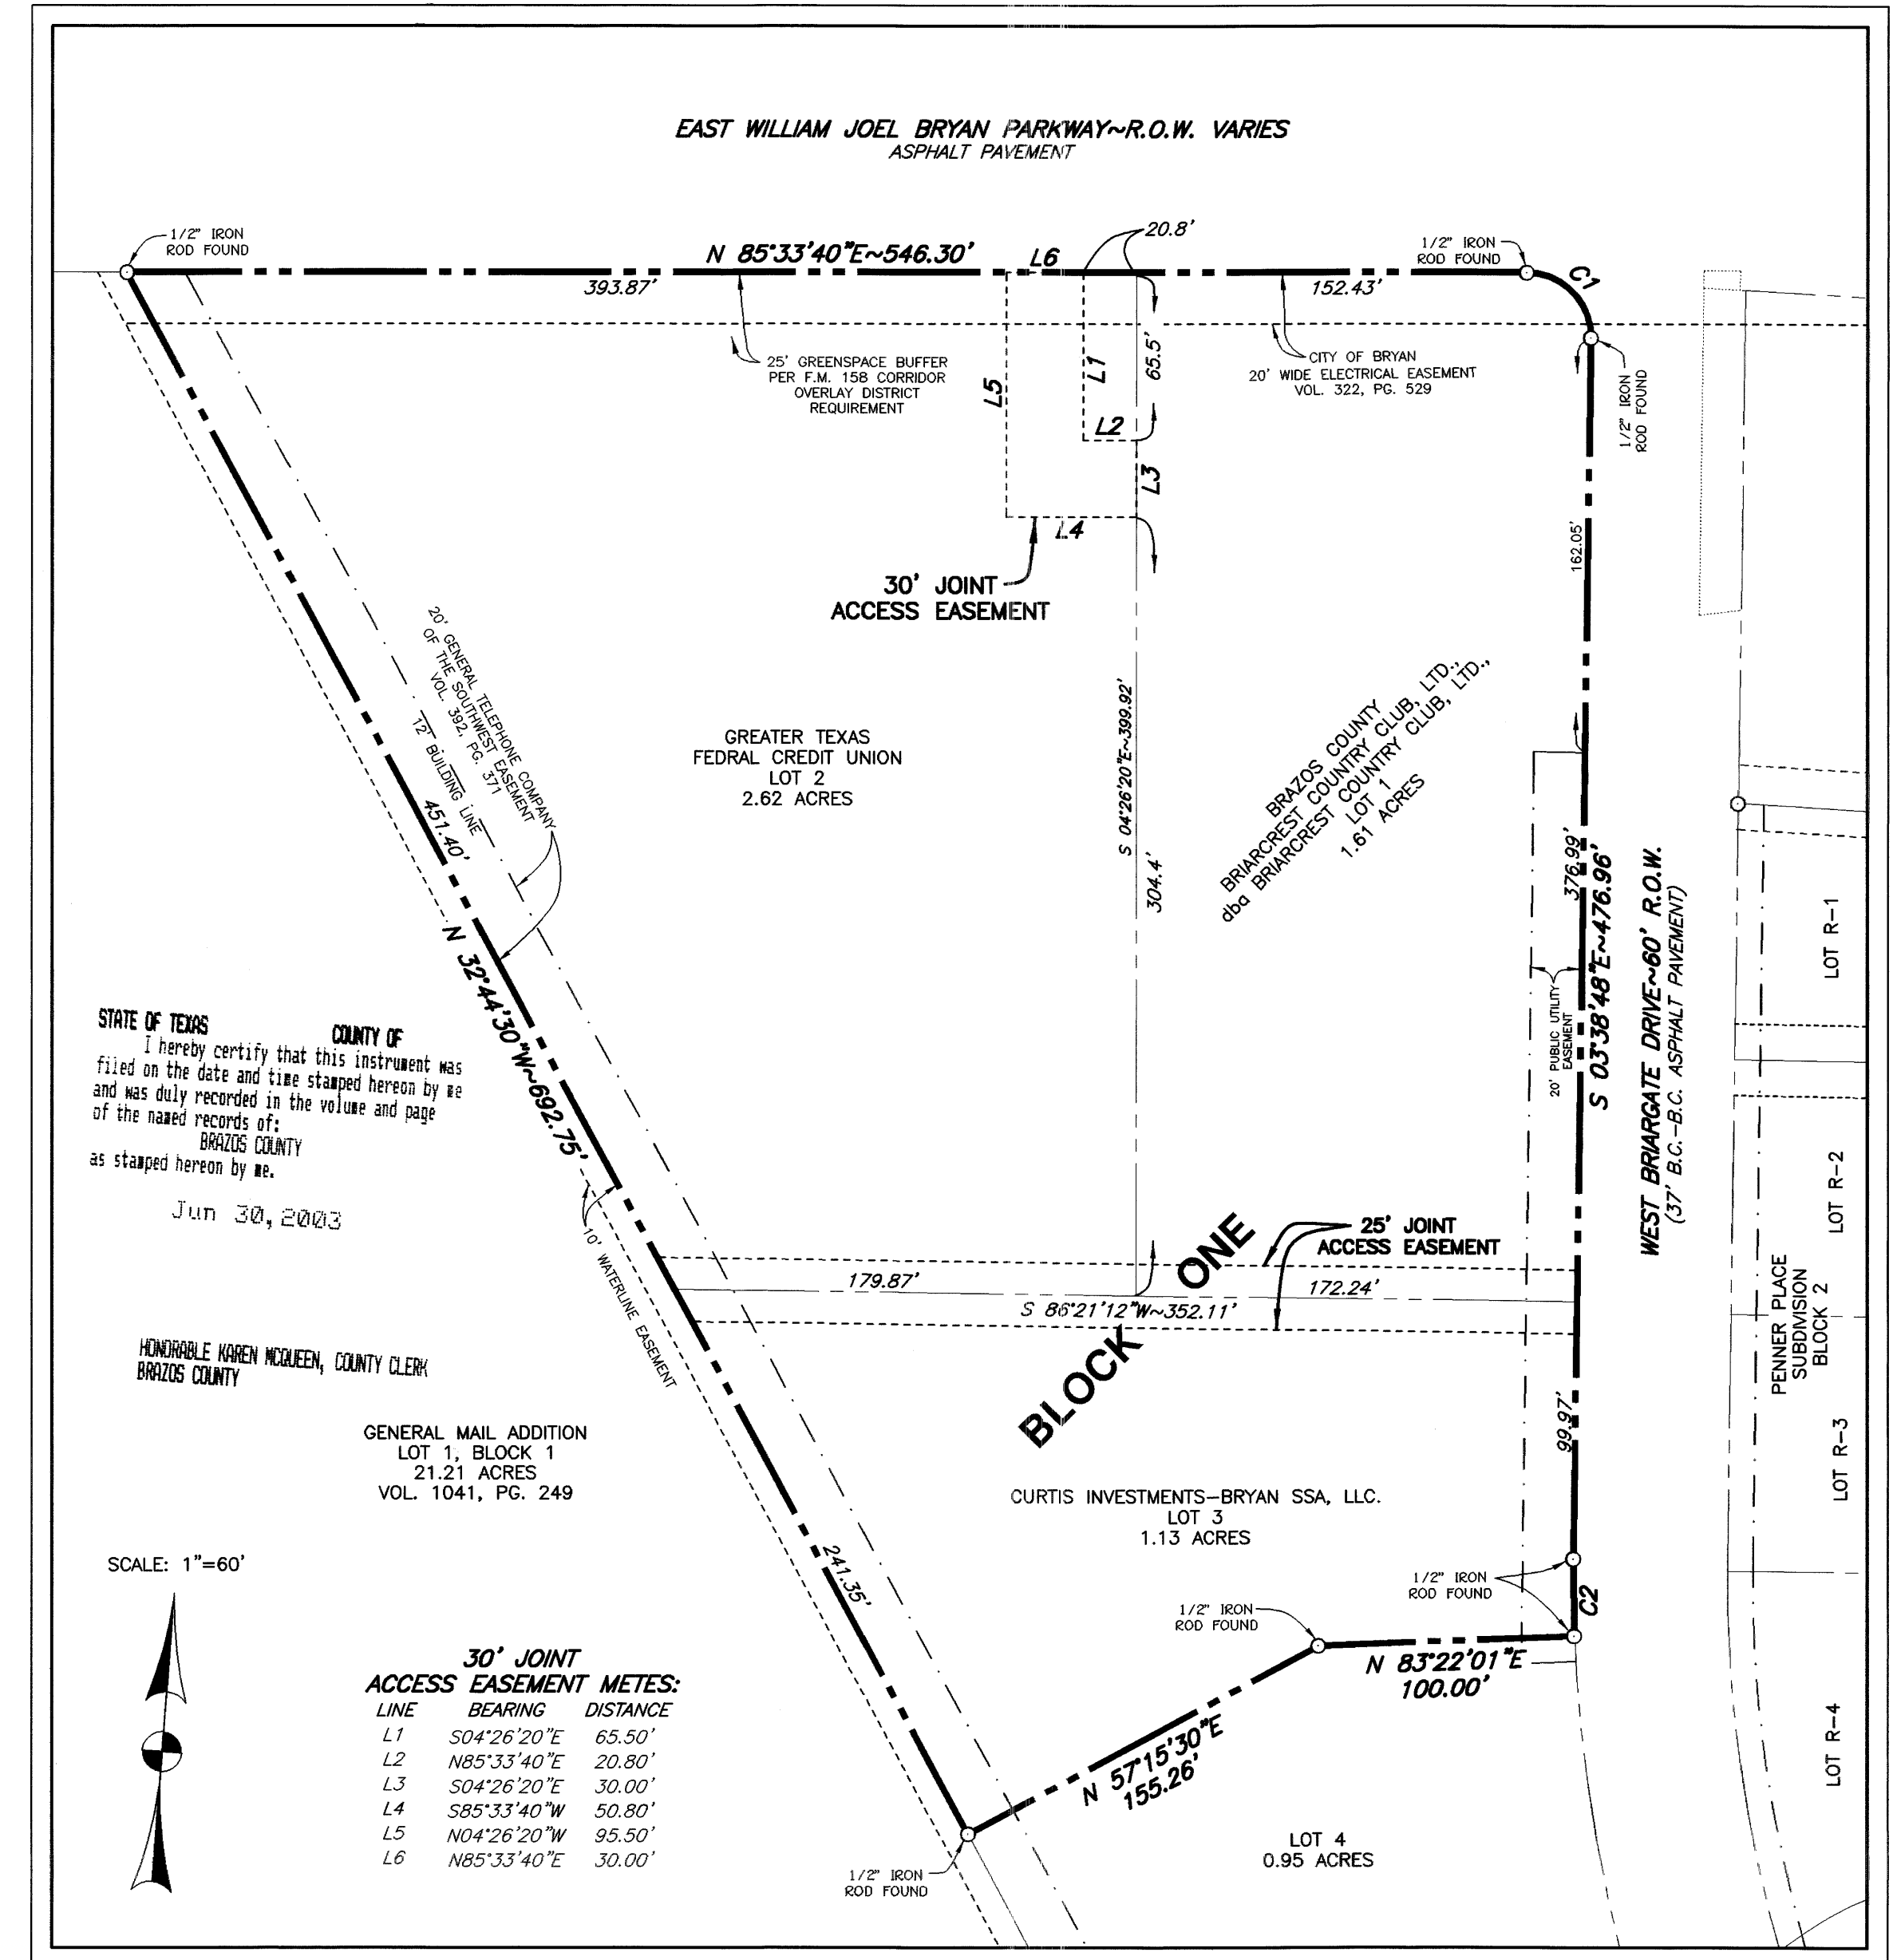 EAST WILLIAM JOEL BRYAN PARKWAY~R.O.W. VARIES
ASPHALT PAVEMENT
1/2" IRON
ROD FOUND
N 85°33'40"E~546.30'
L6
20.8'
1/2" IRON
ROD FOUND
C1
393.87'
152.43'
25' GREENSPACE BUFFER
PER F.M. 158 CORRIDOR
OVERLAY DISTRICT
REQUIREMENT
L5
L1
65.5'
L2
L3
L4
CITY OF BRYAN
20' WIDE ELECTRICAL EASEMENT
VOL. 322, PG. 529
1/2" IRON
ROD FOUND
162.05'
30' JOINT
ACCESS EASEMENT
20' GENERAL TELEPHONE COMPANY
OF THE SOUTHWEST EASEMENT
VOL. 392, PG. 371
12' BUILDING LINE
451.40'
N 32°44'30"W~692.75'
GREATER TEXAS
FEDRAL CREDIT UNION
LOT 2
2.62 ACRES
S 04°26'20"E~399.92'
304.4'
BRAZOS COUNTY
BRIARCREST COUNTRY CLUB, LTD.,
dba BRIARCREST COUNTRY CLUB, LTD.,
LOT 1
1.61 ACRES
376.99'
S 03°38'48"E~476.96'
20' PUBLIC UTILITY
EASEMENT
WEST BRIARGATE DRIVE~60' R.O.W.
(37' B.C.-B.C. ASPHALT PAVEMENT)
LOT R-1
LOT R-2
PENNER PLACE
SUBDIVISION
BLOCK 2
LOT R-3
LOT R-4
STATE OF TEXAS COUNTY OF
I hereby certify that this instrument was
filed on the date and time stamped hereon by me
and was duly recorded in the volume and page
of the named records of:
BRAZOS COUNTY
as stamped hereon by me.
Jun 30,2003
HONORABLE KAREN MCQUEEN, COUNTY CLERK
BRAZOS COUNTY
10' WATERLINE EASEMENT
25' JOINT
ACCESS EASEMENT
179.87'
172.24'
S 86°21'12"W~352.11'
BLOCK ONE
99.97'
GENERAL MAIL ADDITION
LOT 1, BLOCK 1
21.21 ACRES
VOL. 1041, PG. 249
CURTIS INVESTMENTS-BRYAN SSA, LLC.
LOT 3
1.13 ACRES
241.35'
1/2" IRON
ROD FOUND
C2
1/2" IRON
ROD FOUND
N 83°22'01"E
100.00'
N 57°15'30"E
155.26'
LOT 4
0.95 ACRES
1/2" IRON
ROD FOUND
SCALE: 1"=60'
30' JOINT
ACCESS EASEMENT METES:
LINE BEARING DISTANCE
L1 S04°26'20"E 65.50'
L2 N85°33'40"E 20.80'
L3 S04°26'20"E 30.00'
L4 S85°33'40"W 50.80'
L5 N04°26'20"W 95.50'
L6 N85°33'40"E 30.00'